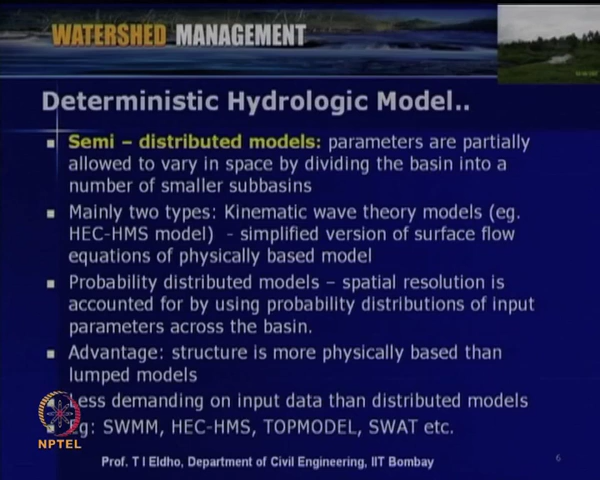 WATERSHED MANAGEMENT
Deterministic Hydrologic Model..
Semi – distributed models: parameters are partially
allowed to vary in space by dividing the basin into a
number of smaller subbasins
Mainly two types: Kinematic wave theory models (eg.
HEC-HMS model) - simplified version of surface flow
equations of physically based model
Probability distributed models – spatial resolution is
accounted for by using probability distributions of input
parameters across the basin.
Advantage: structure is more physically based than
lumped models
Less demanding on input data than distributed models
Eg: SWMM, HEC-HMS, TOPMODEL, SWAT etc.
NPTEL
Prof. T I Eldho, Department of Civil Engineering, IIT Bombay
6